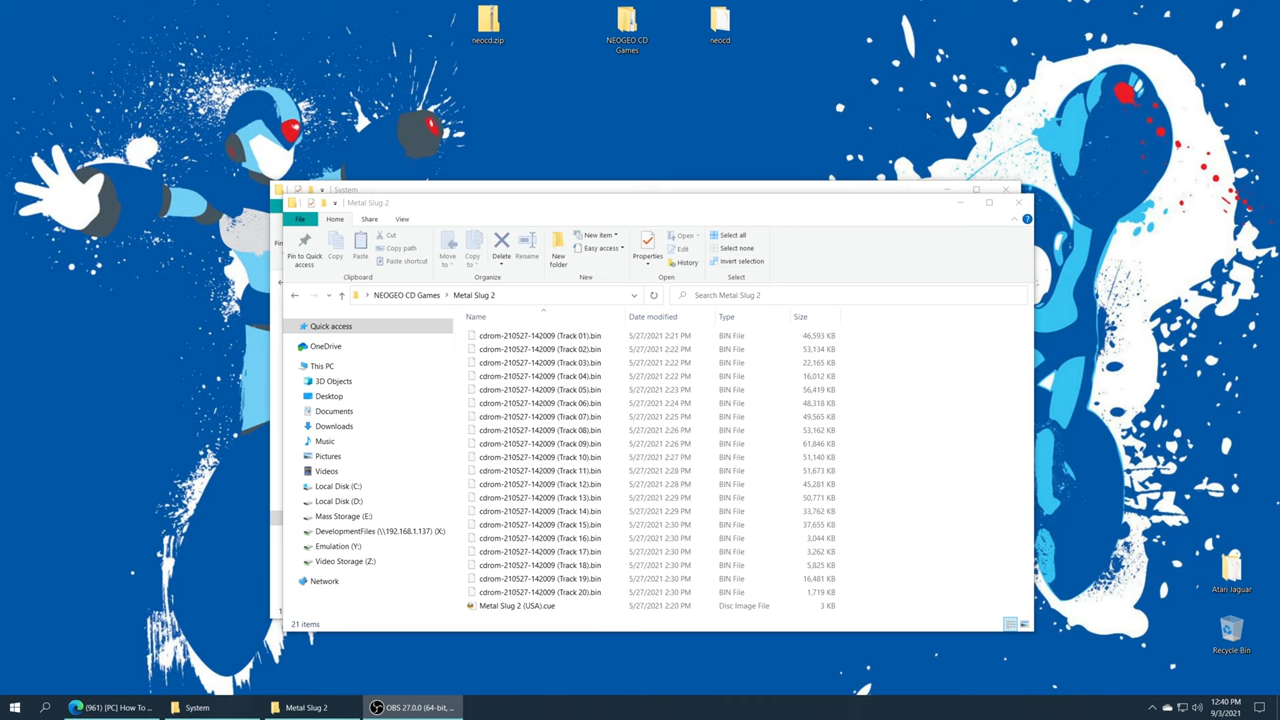 neocd.zip
NEOGEO CD
Games
neocd
System
Metal Slug 2
File Home Share View
Pin to Quick
access
Copy
Paste
Cut
Copy path
Paste shortcut
Clipboard
Move
to
Copy
to
Delete
Rename
Organize
New
folder
New item
Easy access
New
Properties
Open
Edit
History
Open
Select all
Select none
Invert selection
Select
NEOGEO CD Games > Metal Slug 2
Search Metal Slug 2
Quick access
OneDrive
This PC
3D Objects
Desktop
Documents
Downloads
Music
Pictures
Videos
Local Disk (C:)
Local Disk (D:)
Mass Storage (E:)
DevelopmentFiles (\\192.168.1.137) (X:)
Emulation (Y:)
Video Storage (Z:)
Network
Name Date modified Type Size
cdrom-210527-142009 (Track 01).bin 5/27/2021 2:21 PM BIN File 46,593 KB
cdrom-210527-142009 (Track 02).bin 5/27/2021 2:22 PM BIN File 53,134 KB
cdrom-210527-142009 (Track 03).bin 5/27/2021 2:22 PM BIN File 22,165 KB
cdrom-210527-142009 (Track 04).bin 5/27/2021 2:22 PM BIN File 16,012 KB
cdrom-210527-142009 (Track 05).bin 5/27/2021 2:23 PM BIN File 56,419 KB
cdrom-210527-142009 (Track 06).bin 5/27/2021 2:24 PM BIN File 48,318 KB
cdrom-210527-142009 (Track 07).bin 5/27/2021 2:25 PM BIN File 49,565 KB
cdrom-210527-142009 (Track 08).bin 5/27/2021 2:26 PM BIN File 53,162 KB
cdrom-210527-142009 (Track 09).bin 5/27/2021 2:26 PM BIN File 61,846 KB
cdrom-210527-142009 (Track 10).bin 5/27/2021 2:27 PM BIN File 51,140 KB
cdrom-210527-142009 (Track 11).bin 5/27/2021 2:28 PM BIN File 51,673 KB
cdrom-210527-142009 (Track 12).bin 5/27/2021 2:28 PM BIN File 45,281 KB
cdrom-210527-142009 (Track 13).bin 5/27/2021 2:29 PM BIN File 50,771 KB
cdrom-210527-142009 (Track 14).bin 5/27/2021 2:29 PM BIN File 33,762 KB
cdrom-210527-142009 (Track 15).bin 5/27/2021 2:30 PM BIN File 37,655 KB
cdrom-210527-142009 (Track 16).bin 5/27/2021 2:30 PM BIN File 3,044 KB
cdrom-210527-142009 (Track 17).bin 5/27/2021 2:30 PM BIN File 3,262 KB
cdrom-210527-142009 (Track 18).bin 5/27/2021 2:30 PM BIN File 5,825 KB
cdrom-210527-142009 (Track 19).bin 5/27/2021 2:30 PM BIN File 16,481 KB
cdrom-210527-142009 (Track 20).bin 5/27/2021 2:30 PM BIN File 1,719 KB
Metal Slug 2 (USA).cue 5/27/2021 2:20 PM Disc Image File 3 KB
21 items
Atari Jaguar
Recycle Bin
(961) [PC] How To ...
System
Metal Slug 2
OBS 27.0.0 (64-bit, ...
12:40 PM
9/3/2021